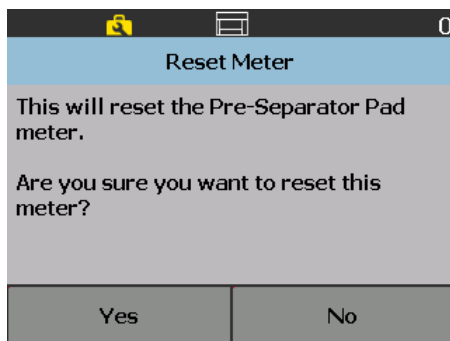 0
Reset Meter
This will reset the Pre-Separator Pad
meter.
Are you sure you want to reset this
meter?
Yes
No